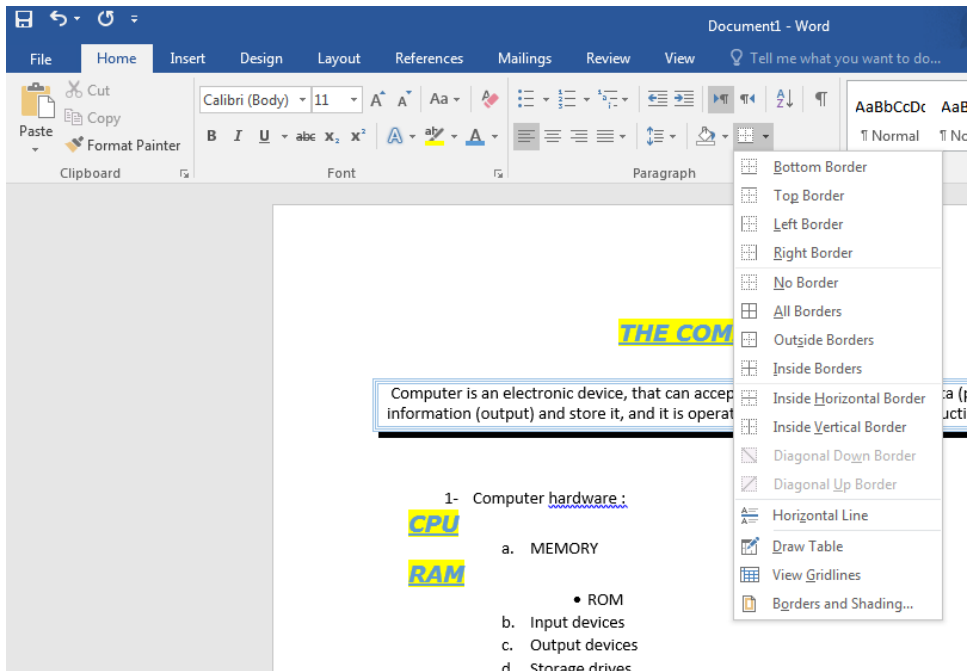 Document1 - Word
File Home Insert Design Layout References Mailings Review View Tell me what you want to do...
Cut
Copy
Format Painter
Paste
Calibri (Body) 11
AaBbCcDc AaB
¶ Normal ¶ No
Clipboard Font Paragraph
Bottom Border
Top Border
Left Border
Right Border
No Border
All Borders
Outside Borders
Inside Borders
Inside Horizontal Border
Inside Vertical Border
Diagonal Down Border
Diagonal Up Border
Horizontal Line
Draw Table
View Gridlines
Borders and Shading...
THE COM
Computer is an electronic device, that can accep ta (
information (output) and store it, and it is operat ucti
1- Computer hardware :
CPU
a. MEMORY
RAM
• ROM
b. Input devices
c. Output devices
d. Storage drives